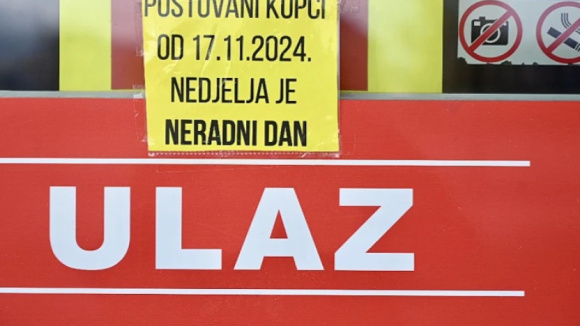 POŠTOVANI KUPCI
OD 17.11.2024.
NEDJELJA JE
NERADNI DAN
ULAZ